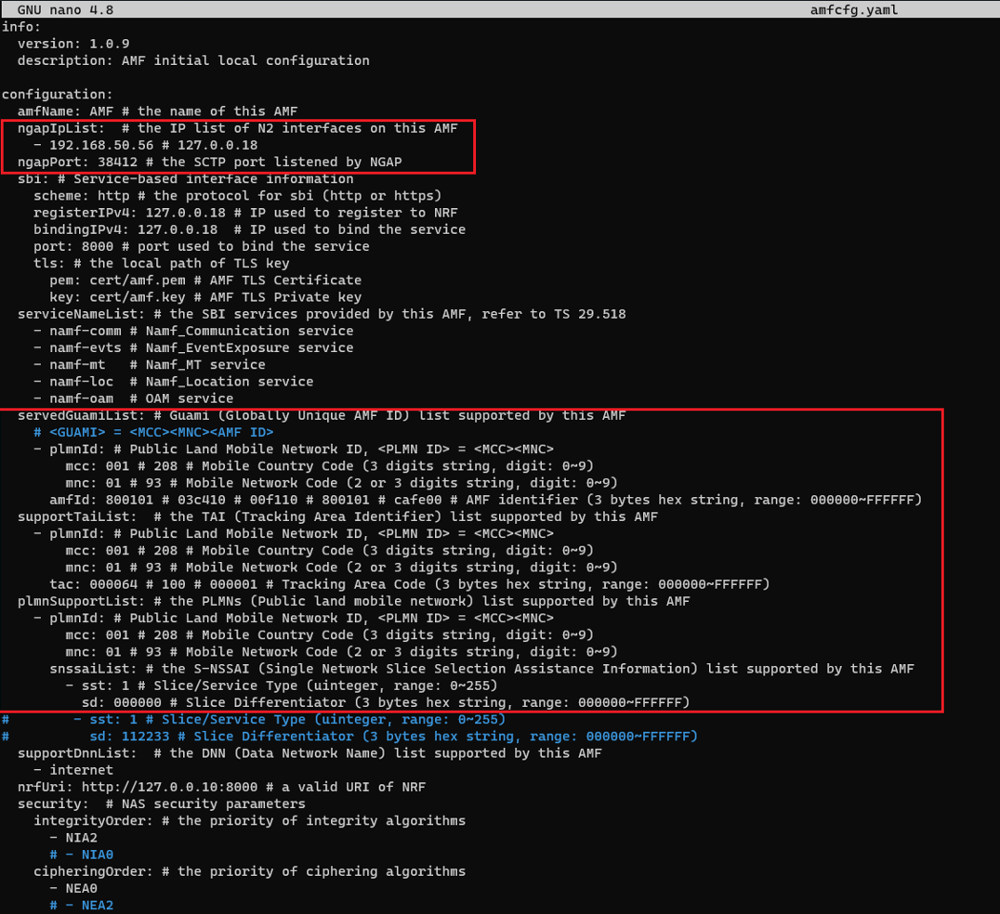 GNU nano 4.8 amfcfg.yaml
info:
  version: 1.0.9
  description: AMF initial local configuration

configuration:
  amfName: AMF # the name of this AMF
  ngapIpList:  # the IP list of N2 interfaces on this AMF
    - 192.168.50.56 # 127.0.0.18
  ngapPort: 38412 # the SCTP port listened by NGAP
  sbi: # Service-based interface information
    scheme: http # the protocol for sbi (http or https)
    registerIPv4: 127.0.0.18 # IP used to register to NRF
    bindingIPv4: 127.0.0.18  # IP used to bind the service
    port: 8000 # port used to bind the service
    tls: # the local path of TLS key
      pem: cert/amf.pem # AMF TLS Certificate
      key: cert/amf.key # AMF TLS Private key
  serviceNameList: # the SBI services provided by this AMF, refer to TS 29.518
    - namf-comm # Namf_Communication service
    - namf-evts # Namf_EventExposure service
    - namf-mt   # Namf_MT service
    - namf-loc  # Namf_Location service
    - namf-oam  # OAM service
  servedGuamiList: # Guami (Globally Unique AMF ID) list supported by this AMF
    # <GUAMI> = <MCC><MNC><AMF ID>
    - plmnId: # Public Land Mobile Network ID, <PLMN ID> = <MCC><MNC>
        mcc: 001 # 208 # Mobile Country Code (3 digits string, digit: 0~9)
        mnc: 01 # 93 # Mobile Network Code (2 or 3 digits string, digit: 0~9)
      amfId: 800101 # 03c410 # 00f110 # 800101 # cafe00 # AMF identifier (3 bytes hex string, range: 000000~FFFFFF)
  supportTaiList:  # the TAI (Tracking Area Identifier) list supported by this AMF
    - plmnId: # Public Land Mobile Network ID, <PLMN ID> = <MCC><MNC>
        mcc: 001 # 208 # Mobile Country Code (3 digits string, digit: 0~9)
        mnc: 01 # 93 # Mobile Network Code (2 or 3 digits string, digit: 0~9)
      tac: 000064 # 100 # 000001 # Tracking Area Code (3 bytes hex string, range: 000000~FFFFFF)
  plmnSupportList: # the PLMNs (Public land mobile network) list supported by this AMF
    - plmnId: # Public Land Mobile Network ID, <PLMN ID> = <MCC><MNC>
        mcc: 001 # 208 # Mobile Country Code (3 digits string, digit: 0~9)
        mnc: 01 # 93 # Mobile Network Code (2 or 3 digits string, digit: 0~9)
      snssaiList: # the S-NSSAI (Single Network Slice Selection Assistance Information) list supported by this AMF
        - sst: 1 # Slice/Service Type (uinteger, range: 0~255)
          sd: 000000 # Slice Differentiator (3 bytes hex string, range: 000000~FFFFFF)
#        - sst: 1 # Slice/Service Type (uinteger, range: 0~255)
#          sd: 112233 # Slice Differentiator (3 bytes hex string, range: 000000~FFFFFF)
  supportDnnList:  # the DNN (Data Network Name) list supported by this AMF
    - internet
  nrfUri: http://127.0.0.10:8000 # a valid URI of NRF
  security:  # NAS security parameters
    integrityOrder: # the priority of integrity algorithms
      - NIA2
      # - NIA0
    cipheringOrder: # the priority of ciphering algorithms
      - NEA0
      # - NEA2